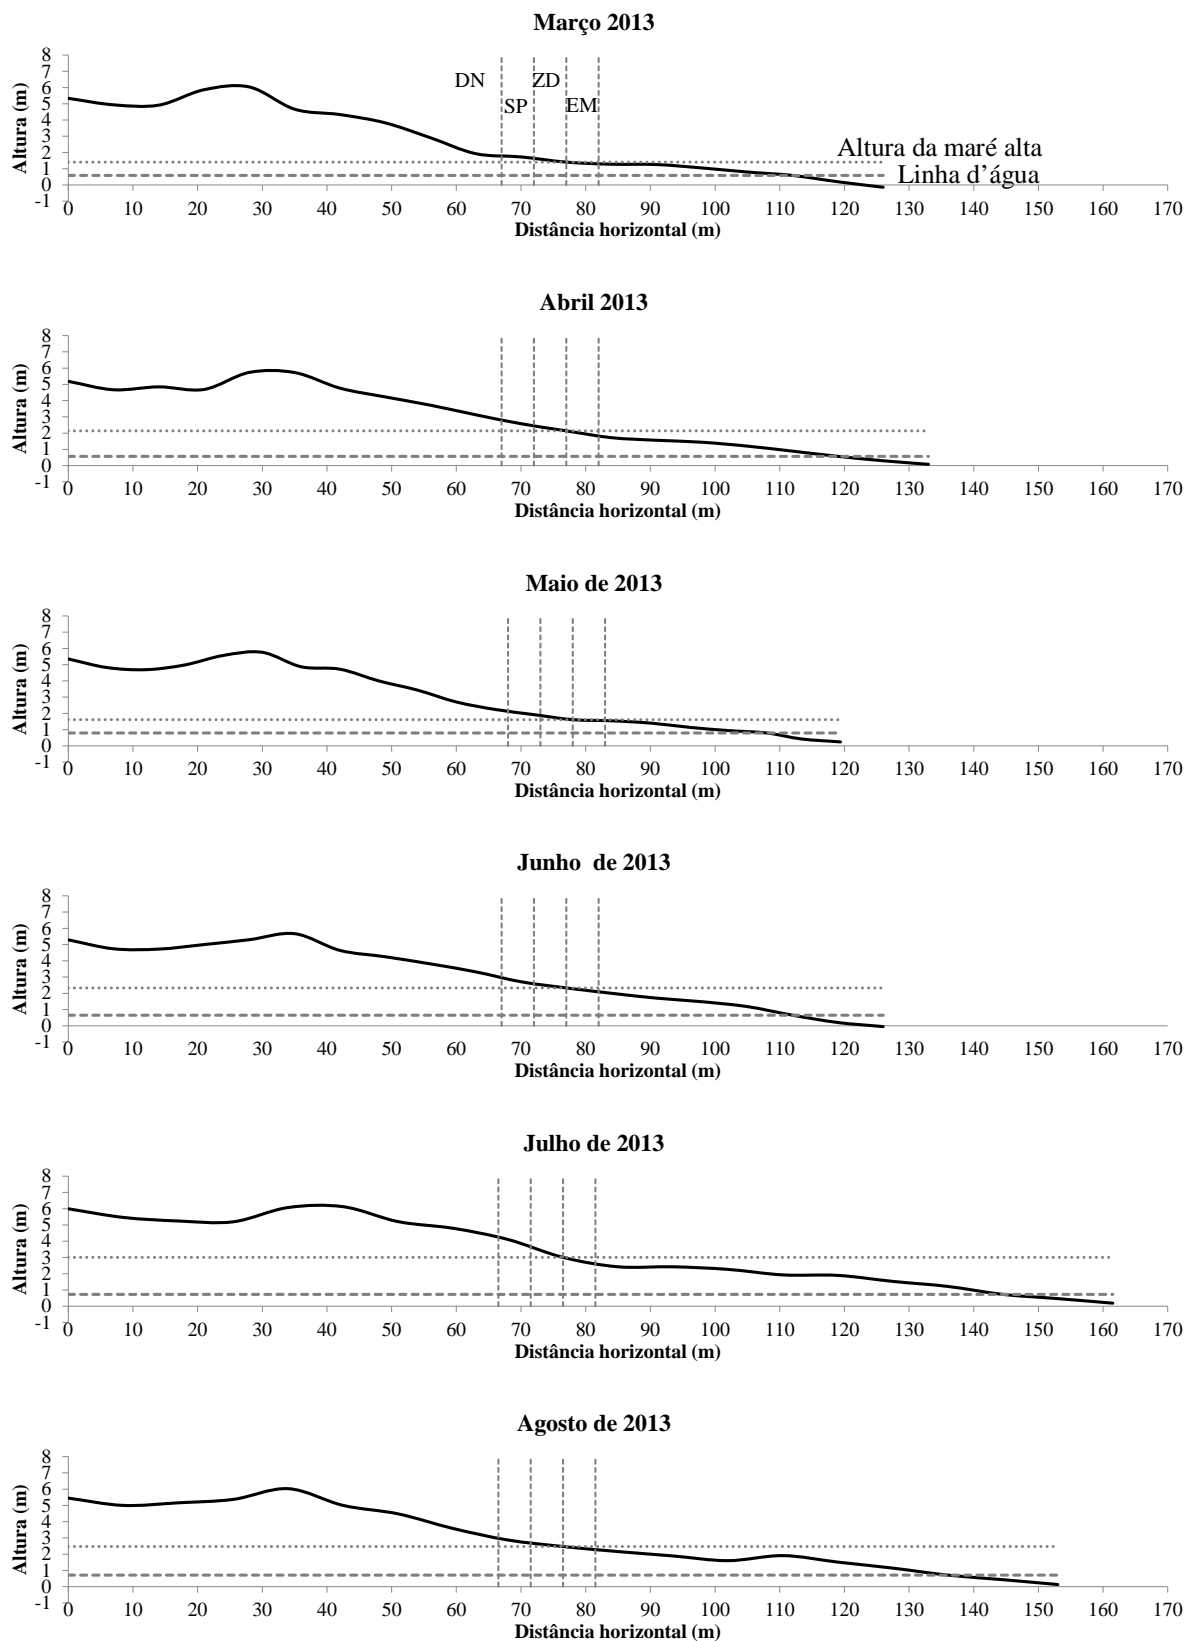 Março 2013
Altura (m)
8
7
6
5
4
3
2
1
0
-1
DN
ZD
SP
EM
Altura da maré alta
Linha d’água
0 10 20 30 40 50 60 70 80 90 100 110 120 130 140 150 160 170
Distância horizontal (m)
Abril 2013
Altura (m)
8
7
6
5
4
3
2
1
0
-1
0 10 20 30 40 50 60 70 80 90 100 110 120 130 140 150 160 170
Distância horizontal (m)
Maio de 2013
Altura (m)
8
7
6
5
4
3
2
1
0
-1
0 10 20 30 40 50 60 70 80 90 100 110 120 130 140 150 160 170
Distância horizontal (m)
Junho de 2013
Altura (m)
8
7
6
5
4
3
2
1
0
-1
0 10 20 30 40 50 60 70 80 90 100 110 120 130 140 150 160 170
Distância horizontal (m)
Julho de 2013
Altura (m)
8
7
6
5
4
3
2
1
0
-1
0 10 20 30 40 50 60 70 80 90 100 110 120 130 140 150 160 170
Distância horizontal (m)
Agosto de 2013
Altura (m)
8
7
6
5
4
3
2
1
0
-1
0 10 20 30 40 50 60 70 80 90 100 110 120 130 140 150 160 170
Distância horizontal (m)